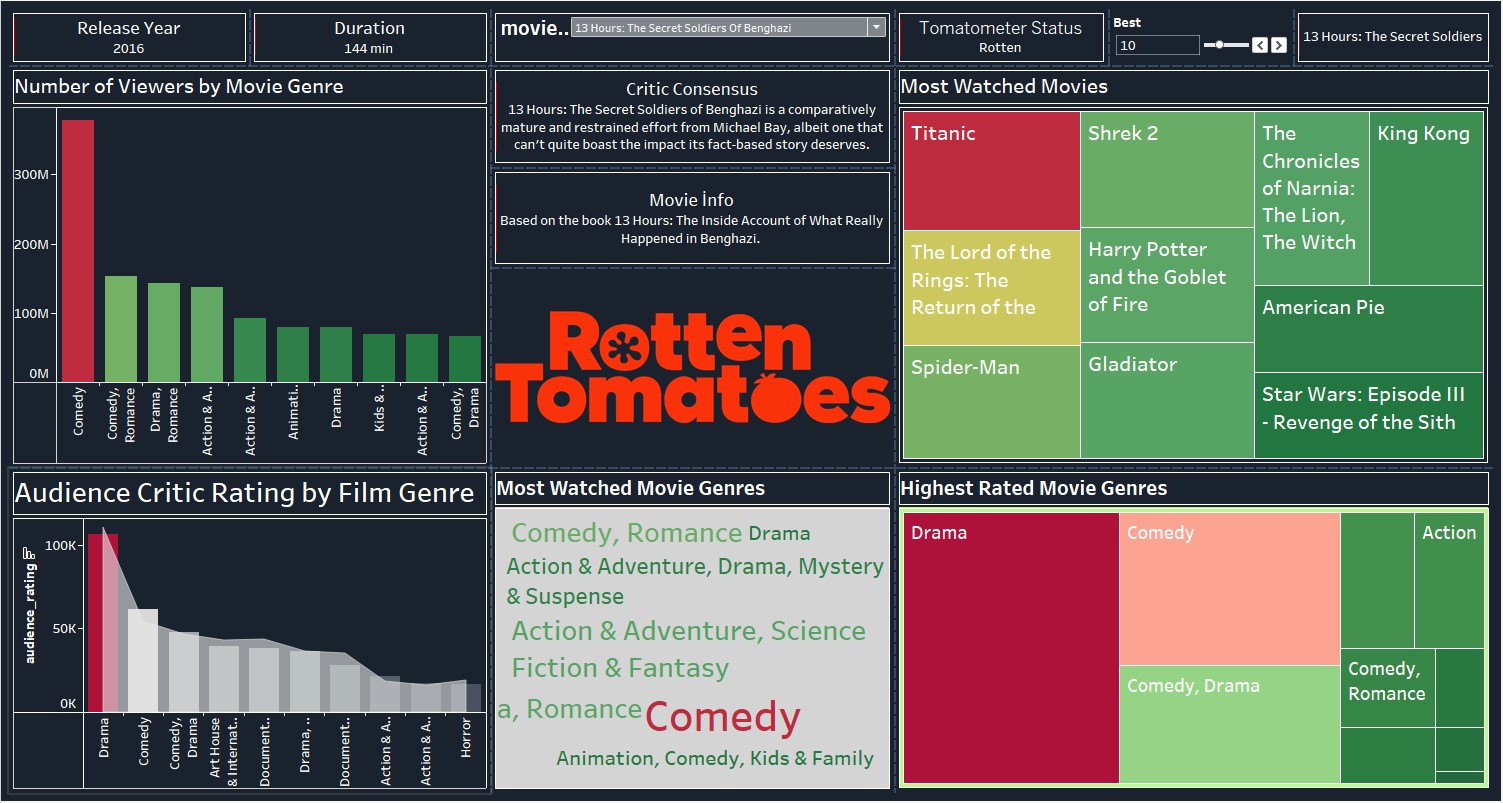 Release Year
2016
Duration
144 min
movie..
13 Hours: The Secret Soldiers Of Benghazi
Tomatometer Status
Rotten
Best
10
13 Hours: The Secret Soldiers
Number of Viewers by Movie Genre
300M
200M
100M
0M
Comedy
Comedy,
Romance
Drama,
Romance
Action & A..
Action & A..
Animati..
Drama
Kids & ..
Action & A..
Comedy,
Drama
Critic Consensus
13 Hours: The Secret Soldiers of Benghazi is a comparatively
mature and restrained effort from Michael Bay, albeit one that
can't quite boast the impact its fact-based story deserves.
Movie İnfo
Based on the book 13 Hours: The Inside Account of What Really
Happened in Benghazi.
Rotten
Tomatoes
Most Watched Movies
Titanic
The Lord of the
Rings: The
Return of the
Spider-Man
Shrek 2
Harry Potter
and the Goblet
of Fire
Gladiator
The
Chronicles
of Narnia:
The Lion,
The Witch
King Kong
American Pie
Star Wars: Episode III
- Revenge of the Sith
Audience Critic Rating by Film Genre
audience_rating
100K
50K
0K
Drama
Comedy
Comedy,
Drama
Art House
& Internat..
Document..
Drama, ..
Document..
Action & A..
Action & A..
Horror
Most Watched Movie Genres
Comedy, Romance Drama
Action & Adventure, Drama, Mystery
& Suspense
Action & Adventure, Science
Fiction & Fantasy
a, Romance Comedy
Animation, Comedy, Kids & Family
Highest Rated Movie Genres
Drama
Comedy
Comedy, Drama
Action
Comedy,
Romance